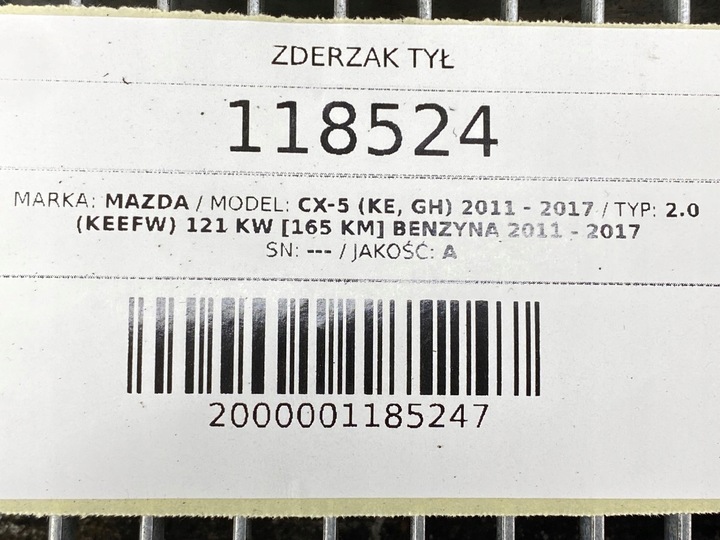 ZDERZAK TYŁ
118524
MARKA: MAZDA / MODEL: CX-5 (KE, GH) 2011 - 2017 / TYP: 2.0
(KEEFW) 121 KW [165 KM] BENZYNA 2011 - 2017
SN: --- / JAKOŚĆ: A
2000001185247